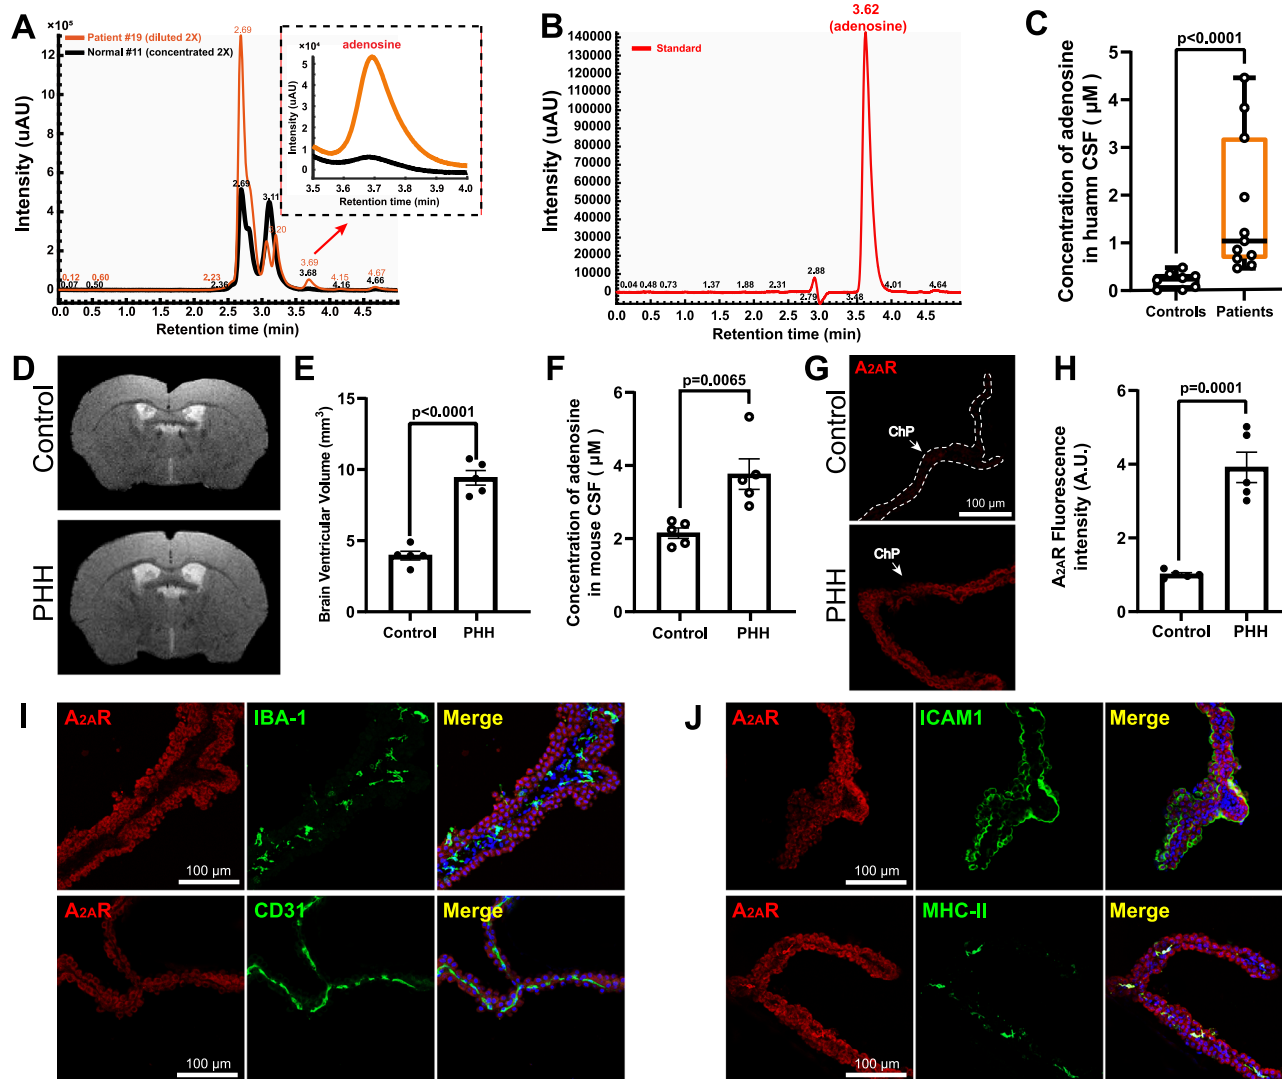 A
×10⁵
Patient #19 (diluted 2X)
Normal #11 (concentrated 2X)
Intensity (uAU)
12
10
8
6
4
2
0
2.69
2.69
3.11
3.20
0.12
0.60
2.23
3.69
4.15
4.67
0.07
0.50
2.36
3.68
4.16
4.66
0.0
0.5
1.0
1.5
2.0
2.5
3.0
3.5
4.0
4.5
Retention time (min)
×10⁴
adenosine
Intensity (uAU)
5
4
3
2
1
0
3.5
3.6
3.7
3.8
3.9
4.0
Retention time (min)
B
3.62
(adenosine)
Standard
Intensity (uAU)
140000
130000
120000
110000
100000
90000
80000
70000
60000
50000
40000
30000
20000
10000
0
0.04
0.48
0.73
1.37
1.88
2.31
2.88
2.79
3.48
4.01
4.64
0.0
0.5
1.0
1.5
2.0
2.5
3.0
3.5
4.0
4.5
Retention time (min)
C
p<0.0001
Concentration of adenosine
in huamn CSF ( µM )
5
4
3
2
1
0
Controls
Patients
D
Control
PHH
E
p<0.0001
Brain Ventricular Volume (mm³)
15
10
5
0
Control
PHH
F
p=0.0065
Concentration of adenosine
in mouse CSF ( µM )
6
4
2
0
Control
PHH
G
A2AR
Control
ChP
100 µm
PHH
ChP
H
p=0.0001
A2AR Fluorescence
intensity (A.U.)
6
4
2
0
Control
PHH
I
A2AR
IBA-1
Merge
100 µm
A2AR
CD31
Merge
100 µm
J
A2AR
ICAM1
Merge
100 µm
A2AR
MHC-II
Merge
100 µm